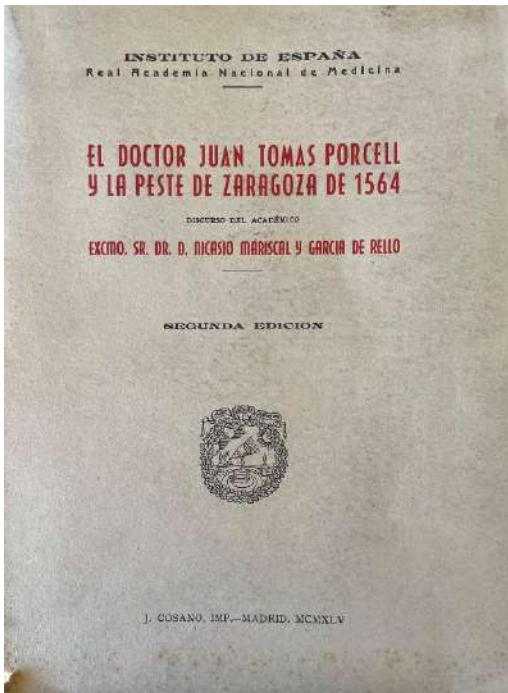 INSTITUTO DE ESPAÑA
Real Academia Nacional de Medicina
EL DOCTOR JUAN TOMAS PORCELL
Y LA PESTE DE ZARAGOZA DE 1564
DISCURSO DEL ACADÉMICO
EXCMO. SR. DR. D. NICASIO MARISCAL Y GARCIA DE RELLO
SEGUNDA EDICION
J. COSANO, IMP.—MADRID, MCMXLV